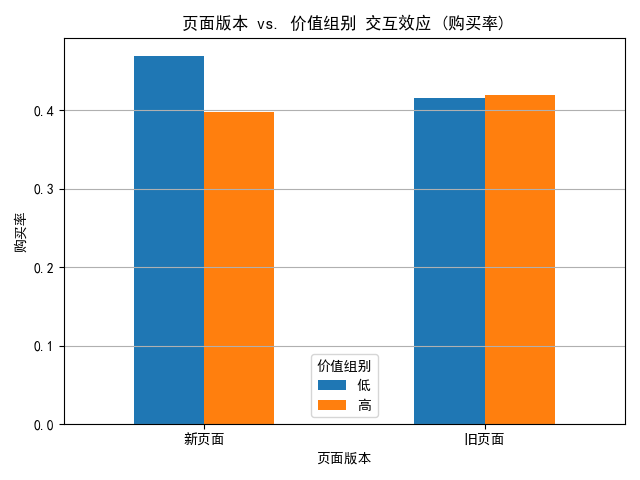 页面版本 vs. 价值组别 交互效应 (购买率)
购买率
0.4
0.3
0.2
0.1
0.0
价值组别
低
高
新页面
旧页面
页面版本